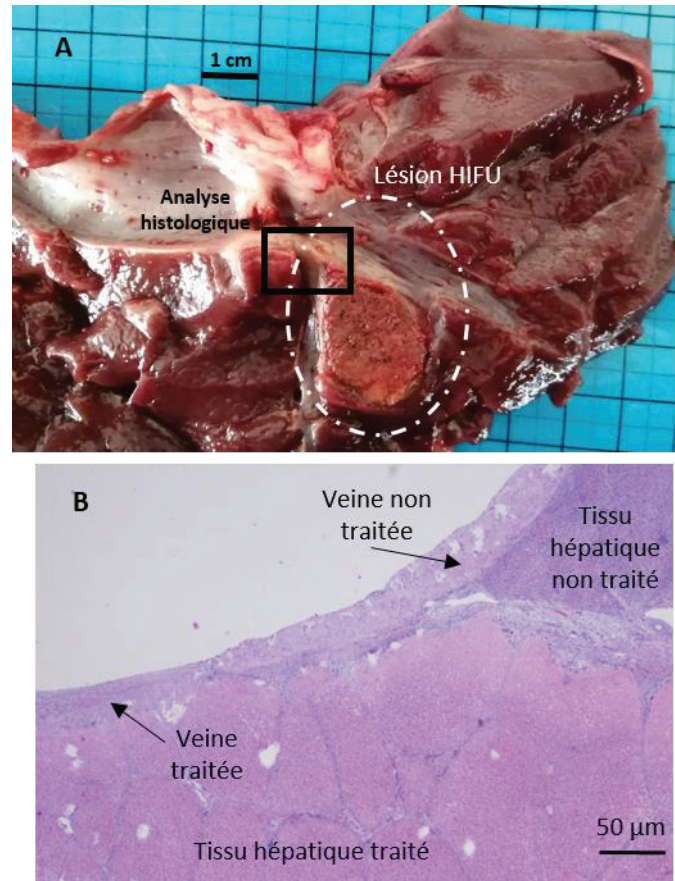 A
1 cm
Lésion HIFU
Analyse
histologique
B
Veine non
traitée
Tissu
hépatique
non traité
Veine
traitée
Tissu hépatique traité
50 µm